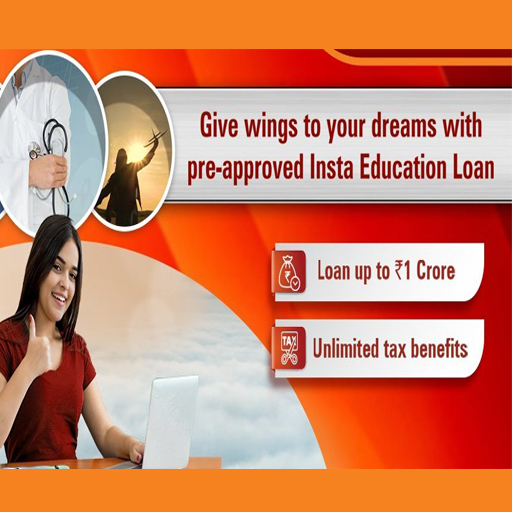 Give wings to your dreams with
pre-approved Insta Education Loan
Loan up to ₹1 Crore
TAX
Unlimited tax benefits